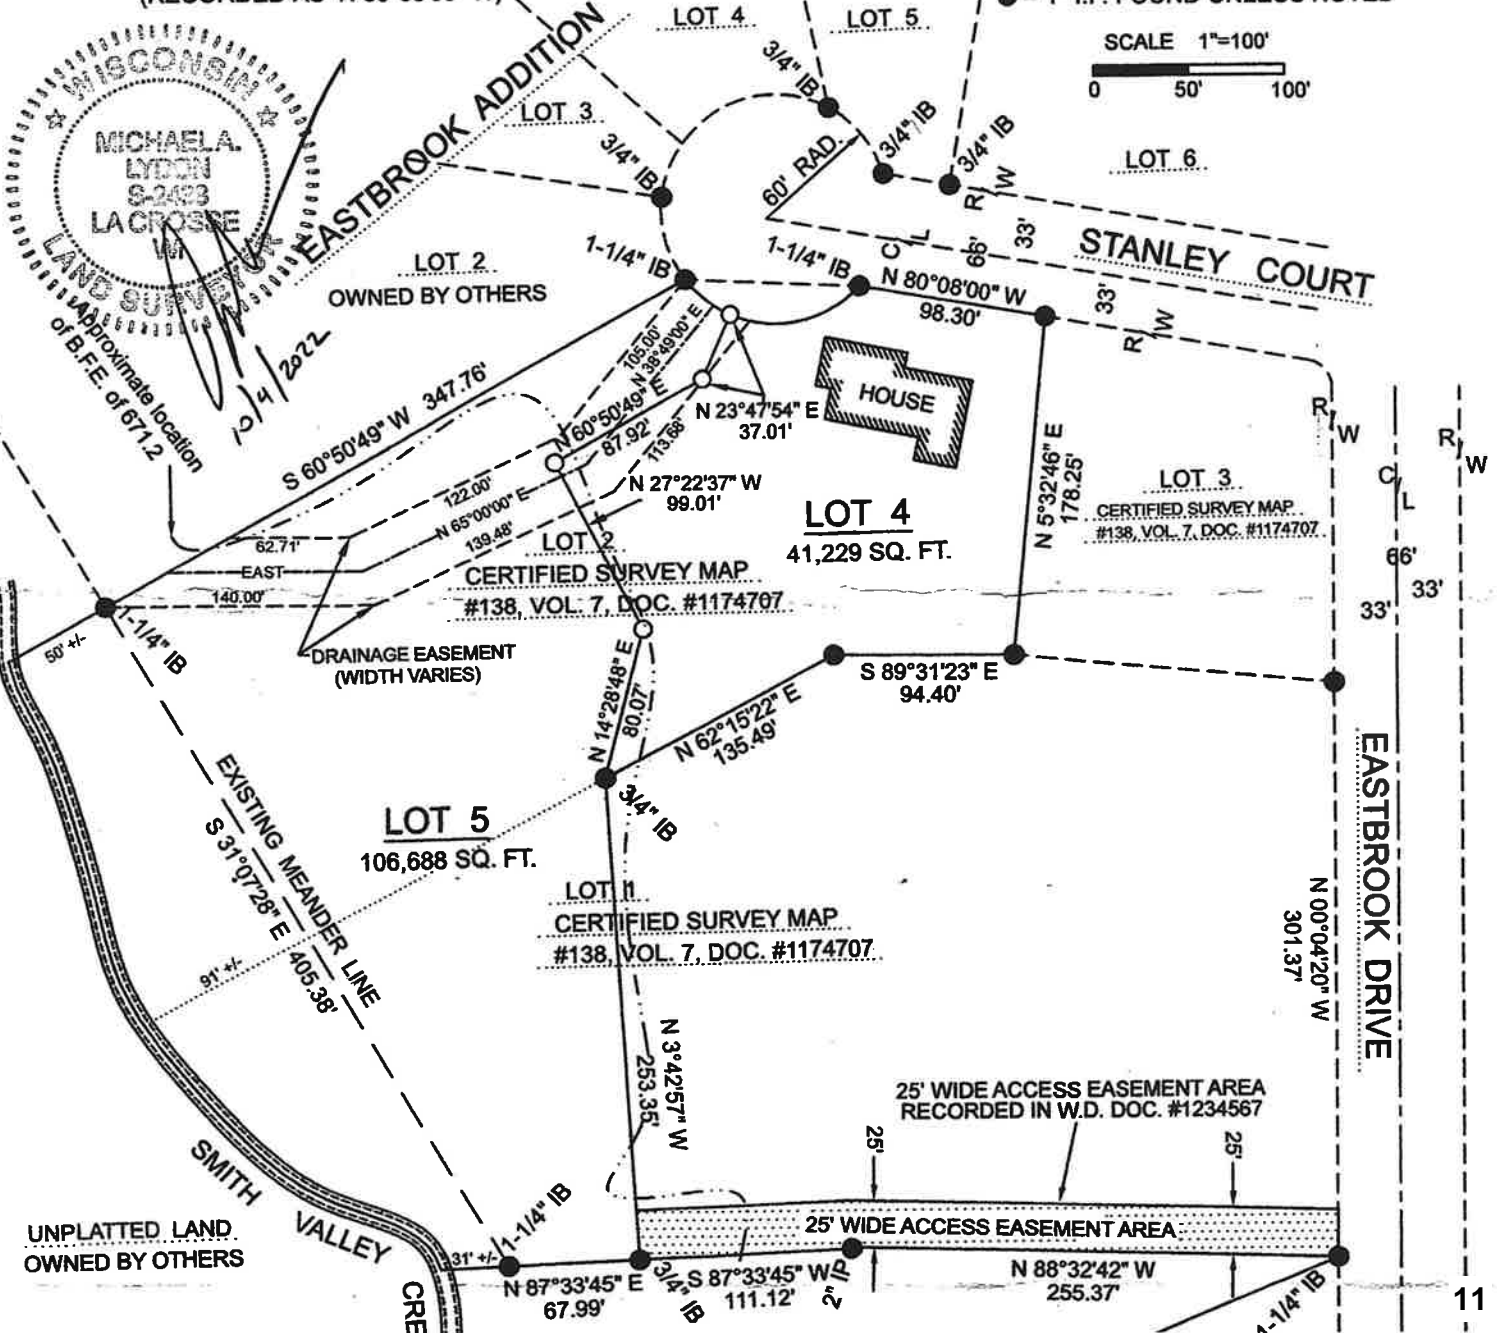 LOT 4
LOT 5
SCALE 1"=100'
0 50' 100'
WISCONSIN
MICHAEL A.
LYDON
S-2423
LA CROSSE
WI
LAND SURVEYOR
10/4/2022
EASTBROOK ADDITION
LOT 3
3/4" IB
3/4" IB
3/4" IB
3/4" IB
60' RAD.
LOT 6
R/W
33'
66'
C/L
STANLEY COURT
33'
R/W
LOT 2
OWNED BY OTHERS
1-1/4" IB
1-1/4" IB
N 80°08'00" W
98.30'
Approximate location
of B.F.E. of 671.2
S 60°50'49" W 347.76'
105.00'
N 38°49'00" E
N 60°50'49" E
87.92'
113.68'
N 23°47'54" E
37.01'
HOUSE
N 27°22'37" W
99.01'
122.00'
N 65°00'00" E
139.48'
62.71'
EAST
140.00'
LOT 4
41,229 SQ. FT.
N 5°32'46" E
178.25'
LOT 3
CERTIFIED SURVEY MAP
#138, VOL. 7, DOC. #1174707
R/W
R/W
C/L
66'
33'
33'
LOT 2
CERTIFIED SURVEY MAP
#138, VOL. 7, DOC. #1174707
50' +/-
1-1/4" IB
DRAINAGE EASEMENT
(WIDTH VARIES)
N 14°28'48" E
80.07'
N 62°15'22" E
135.49'
S 89°31'23" E
94.40'
3/4" IB
LOT 5
106,688 SQ. FT.
EXISTING MEANDER LINE
S 31°07'28" E 405.38'
91' +/-
LOT 1
CERTIFIED SURVEY MAP
#138, VOL. 7, DOC. #1174707
N 3°42'57" W
253.35'
N 00°04'20" W
301.37'
EASTBROOK DRIVE
25' WIDE ACCESS EASEMENT AREA
RECORDED IN W.D. DOC. #1234567
25'
25'
25' WIDE ACCESS EASEMENT AREA
SMITH VALLEY
UNPLATTED LAND
OWNED BY OTHERS
31' +/-
1-1/4" IB
N 87°33'45" E
67.99'
3/4" IB
S 87°33'45" W
111.12'
2" IP
N 88°32'42" W
255.37'
1-1/4" IB
11